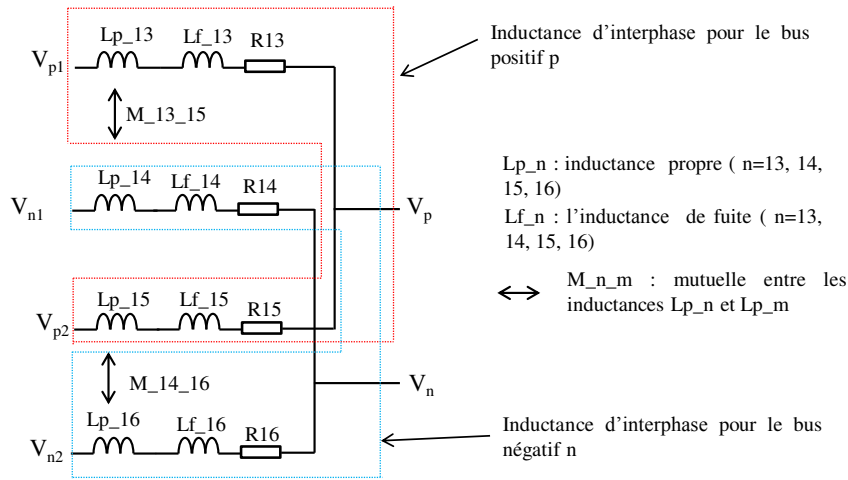 Lp_13
Lf_13
R13
V_p1
M_13_15
Lp_14
Lf_14
R14
V_n1
V_p
Lp_15
Lf_15
R15
V_p2
M_14_16
V_n
Lp_16
Lf_16
R16
V_n2
Inductance d'interphase pour le bus
positif p
Lp_n : inductance propre ( n=13, 14,
15, 16)
Lf_n : l'inductance de fuite ( n=13,
14, 15, 16)
M_n_m : mutuelle entre les
inductances Lp_n et Lp_m
Inductance d'interphase pour le bus
négatif n